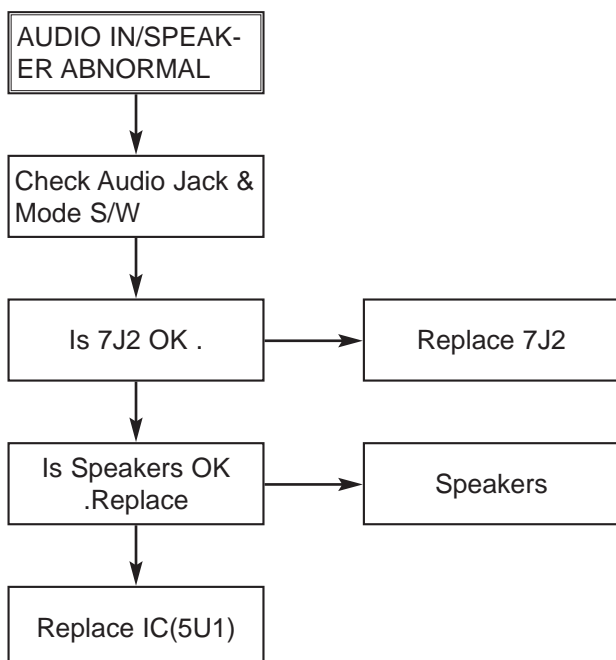 AUDIO IN/SPEAK-
ER ABNORMAL
Check Audio Jack &
Mode S/W
Is 7J2 OK .
Replace 7J2
Is Speakers OK
.Replace
Speakers
Replace IC(5U1)